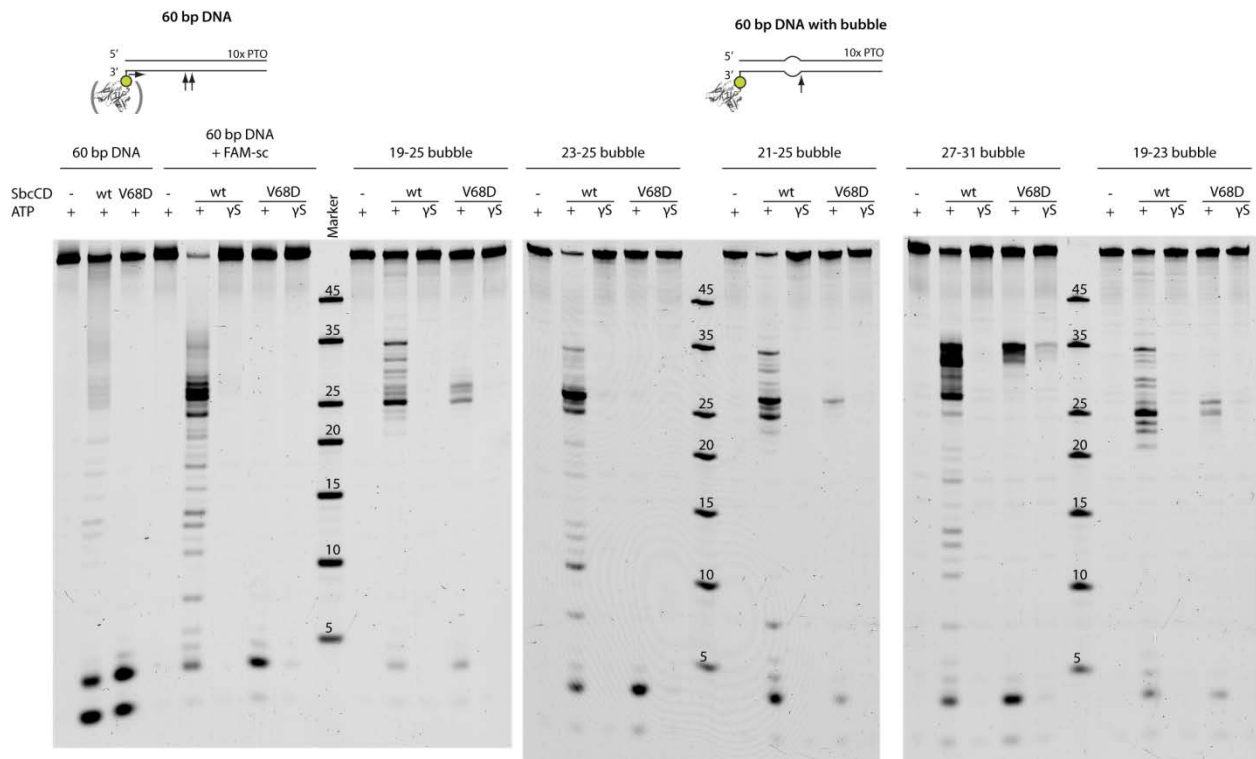 60 bp DNA
5' 10x PTO
3'
60 bp DNA with bubble
5' 10x PTO
3'
60 bp DNA
60 bp DNA
+ FAM-sc
19-25 bubble
23-25 bubble
21-25 bubble
27-31 bubble
19-23 bubble
SbcCD - wt V68D - wt V68D - wt V68D - wt V68D - wt V68D - wt V68D - wt V68D
ATP + + + + + γS + γS Marker + + γS + γS + + γS + γS + + γS + γS + + γS + γS + + γS + γS
45
35
25
20
15
10
5
45
35
25
20
15
10
5
45
35
25
20
15
10
5